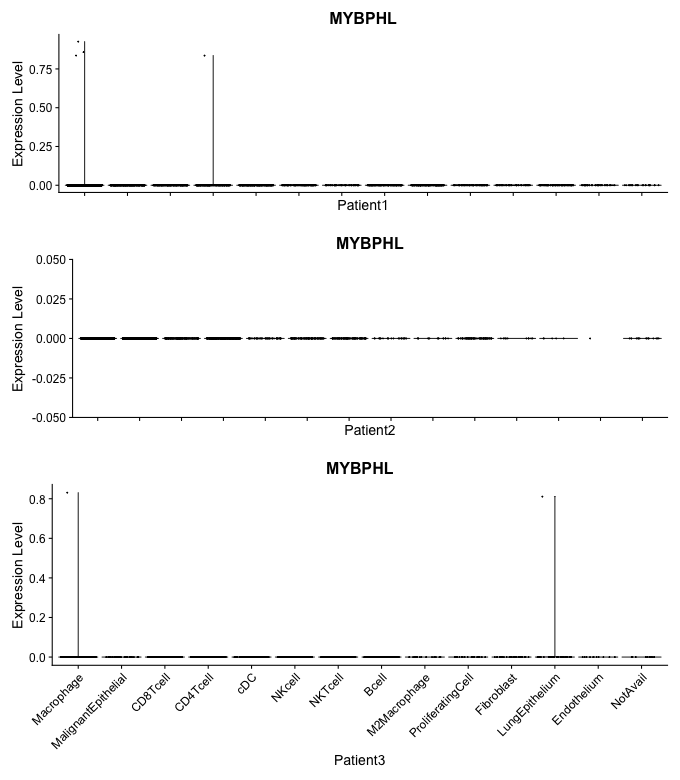 MYBPHL
Expression Level
0.75
0.50
0.25
0.00
Patient1
MYBPHL
Expression Level
0.050
0.025
0.000
-0.025
-0.050
Patient2
MYBPHL
Expression Level
0.8
0.6
0.4
0.2
0.0
Macrophage
MalignantEpithelial
CD8Tcell
CD4Tcell
cDC
NKcell
NKTcell
Bcell
M2Macrophage
ProliferatingCell
Fibroblast
LungEpithelium
Endothelium
NotAvail
Patient3